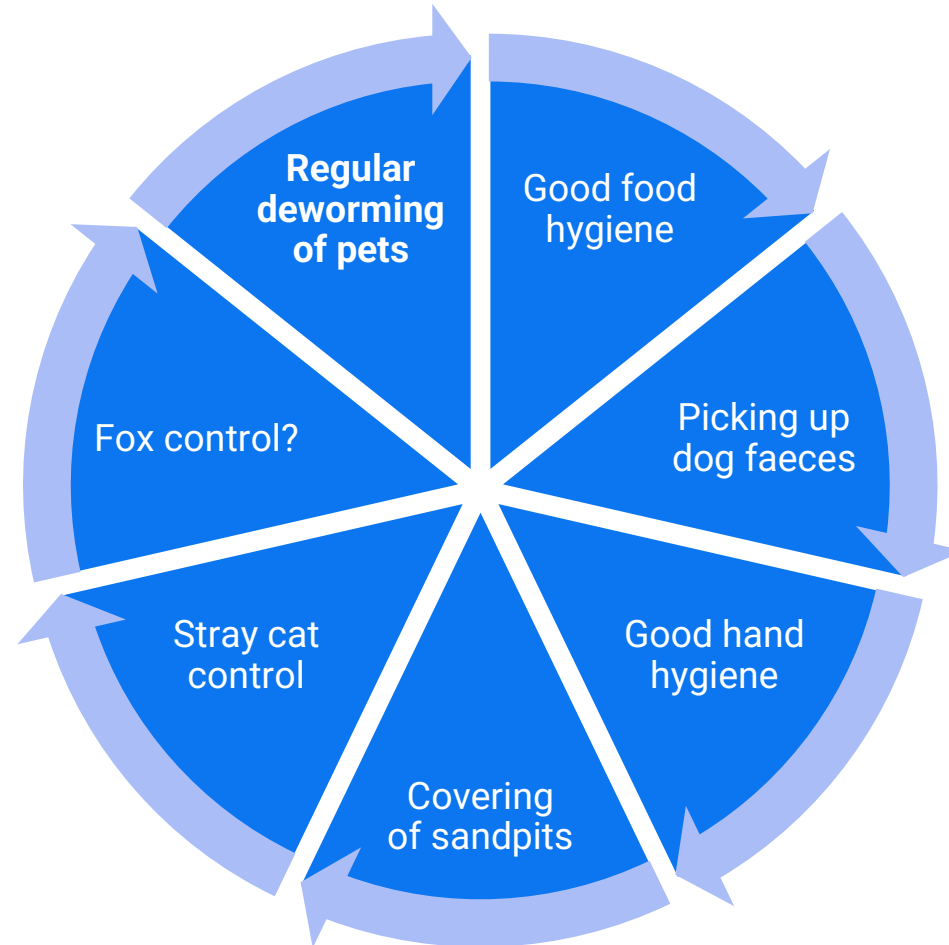 Regular
deworming
of pets
Good food
hygiene
Picking up
dog faeces
Good hand
hygiene
Covering
of sandpits
Stray cat
control
Fox control?